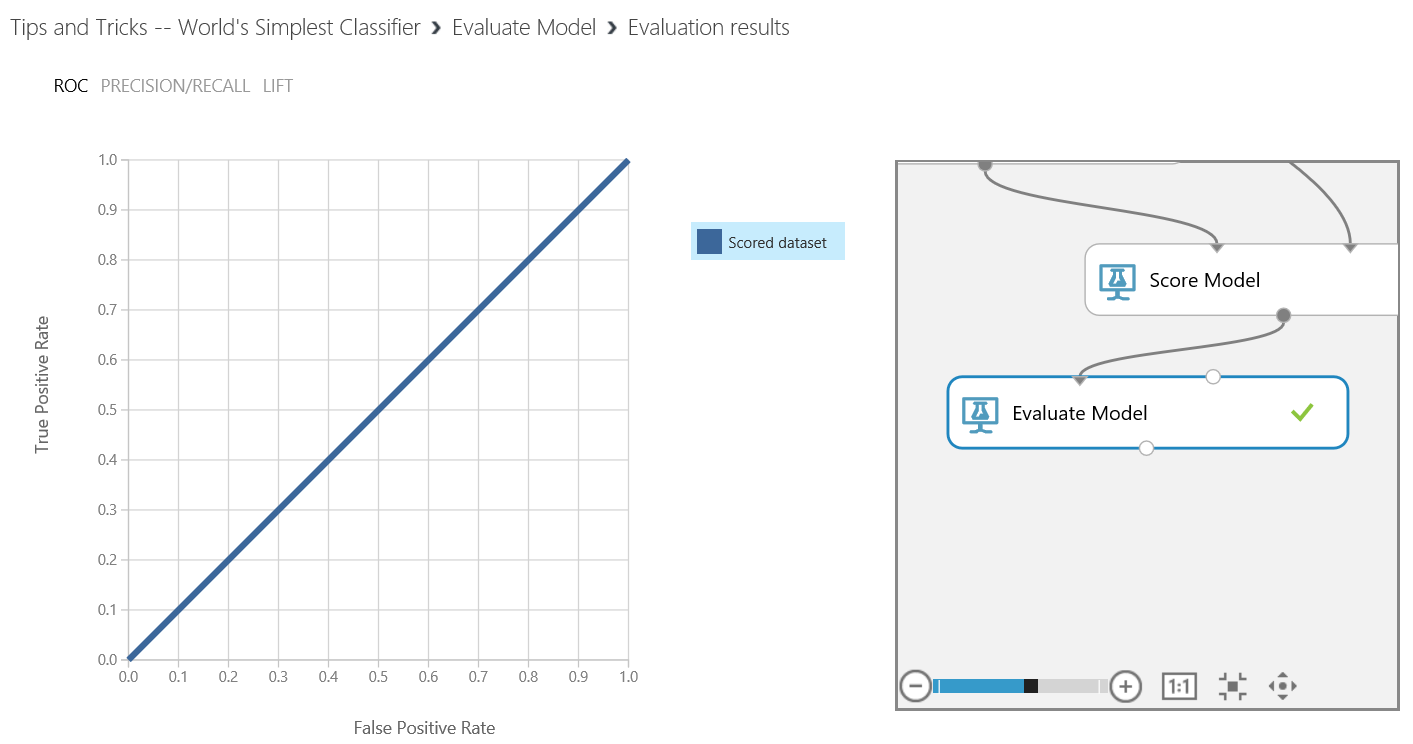 Tips and Tricks -- World's Simplest Classifier › Evaluate Model › Evaluation results
ROC PRECISION/RECALL LIFT
1.0
0.9
0.8
0.7
0.6
0.5
0.4
0.3
0.2
0.1
0.0
True Positive Rate
0.0 0.1 0.2 0.3 0.4 0.5 0.6 0.7 0.8 0.9 1.0
False Positive Rate
Scored dataset
Score Model
Evaluate Model
1:1